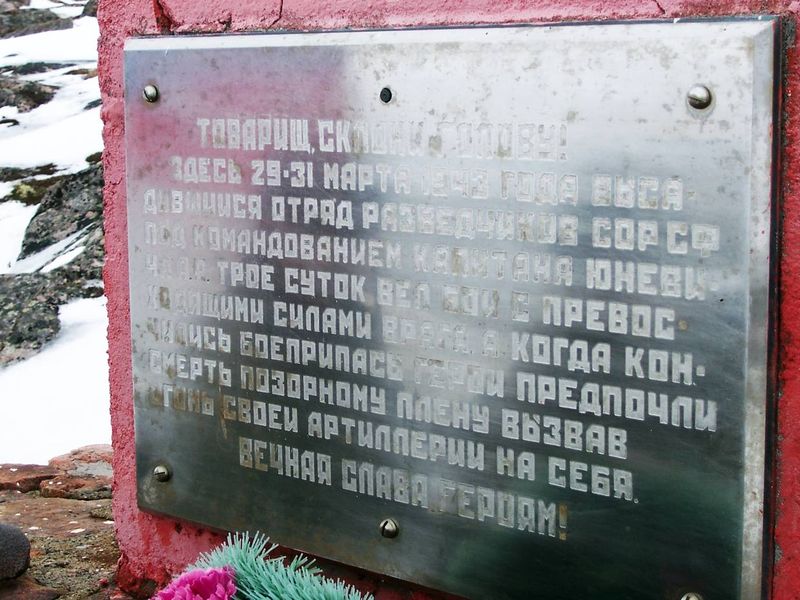 ТОВАРИЩ, СКЛОНИ ГОЛОВУ!
ЗДЕСЬ 29-31 МАРТА 1943 ГОДА ВЫСА-
ДИВШИЙСЯ ОТРЯД РАЗВЕДЧИКОВ СОР СФ
ПОД КОМАНДОВАНИЕМ КАПИТАНА ЮНЕВИ-
ЧА А.Я. ТРОЕ СУТОК ВЕЛ БОЙ С ПРЕВОС-
ХОДЯЩИМИ СИЛАМИ ВРАГА, А КОГДА КОН-
ЧИЛИСЬ БОЕПРИПАСЫ ГЕРОИ ПРЕДПОЧЛИ
СМЕРТЬ ПОЗОРНОМУ ПЛЕНУ ВЫЗВАВ
ОГОНЬ СВОЕЙ АРТИЛЛЕРИИ НА СЕБЯ.
ВЕЧНАЯ СЛАВА ГЕРОЯМ!